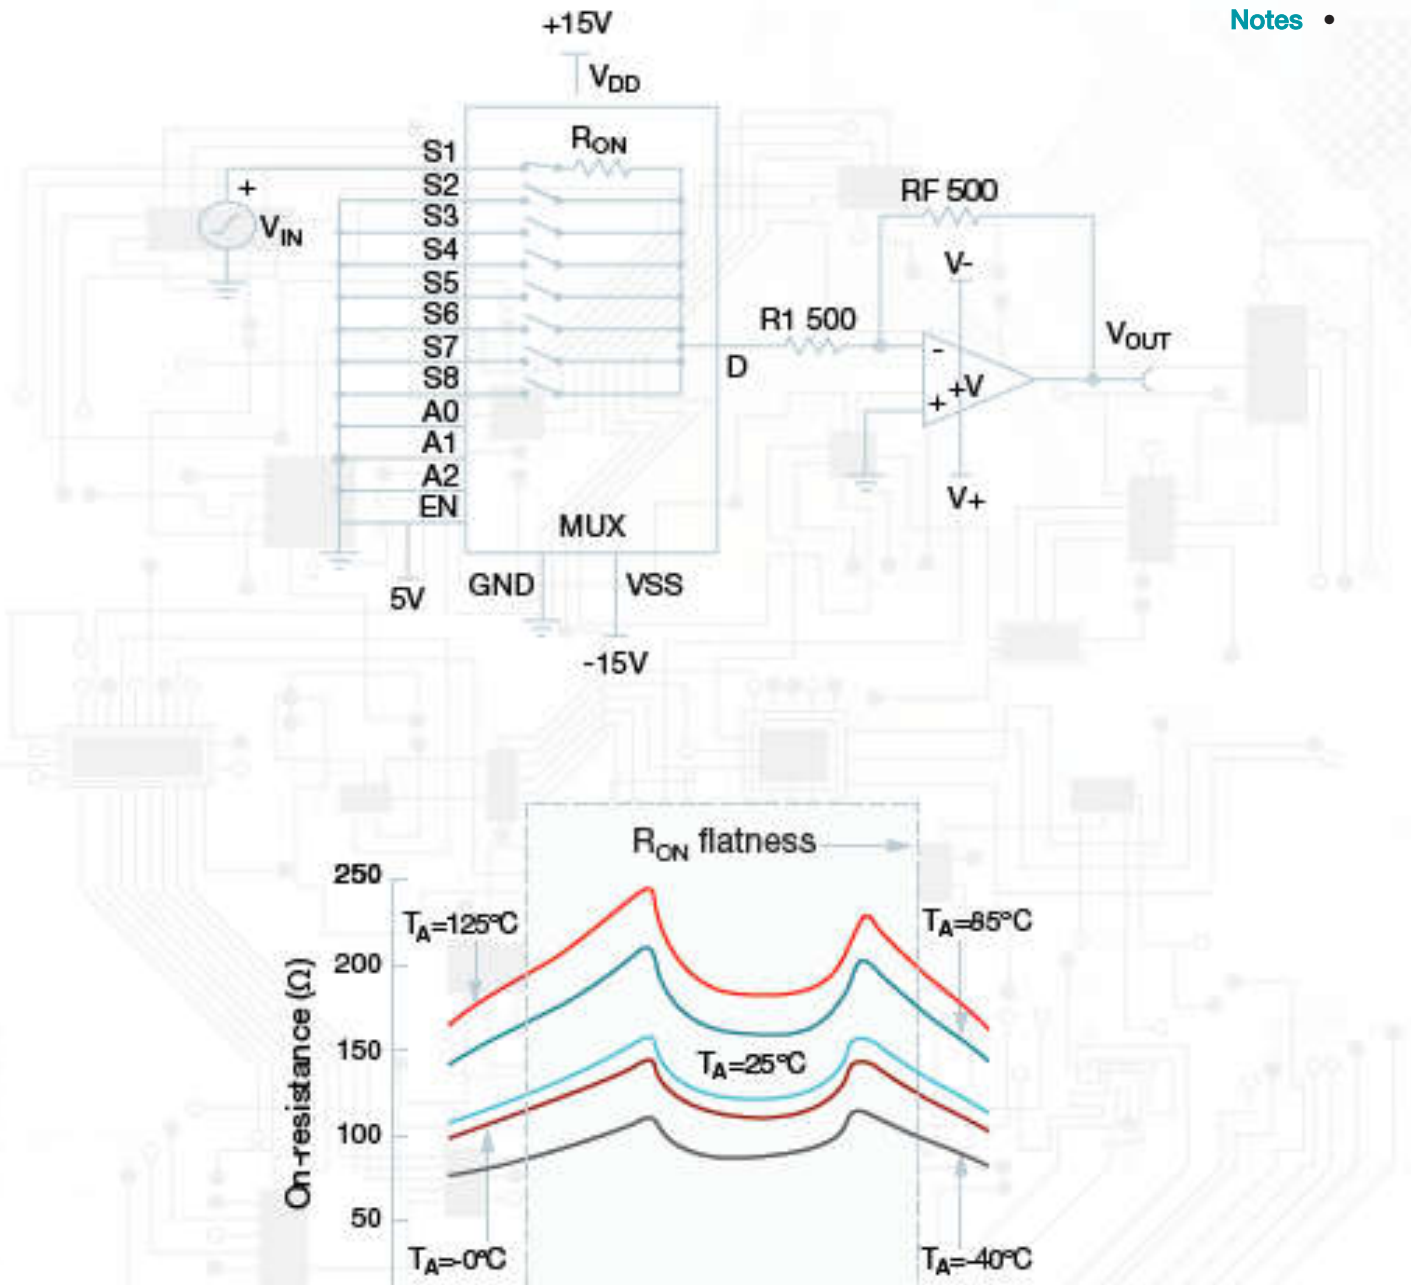 Notes •
+15V
VDD
RON
S1
S2
S3
S4
S5
S6
S7
S8
A0
A1
A2
EN
+
VIN
MUX
D
5V
GND
VSS
-15V
R1 500
RF 500
V-
-
+V
+
V+
VOUT
RON flatness
250
200
150
100
50
On-resistance (Ω)
TA=125°C
TA=85°C
TA=25°C
TA=-0°C
TA=-40°C